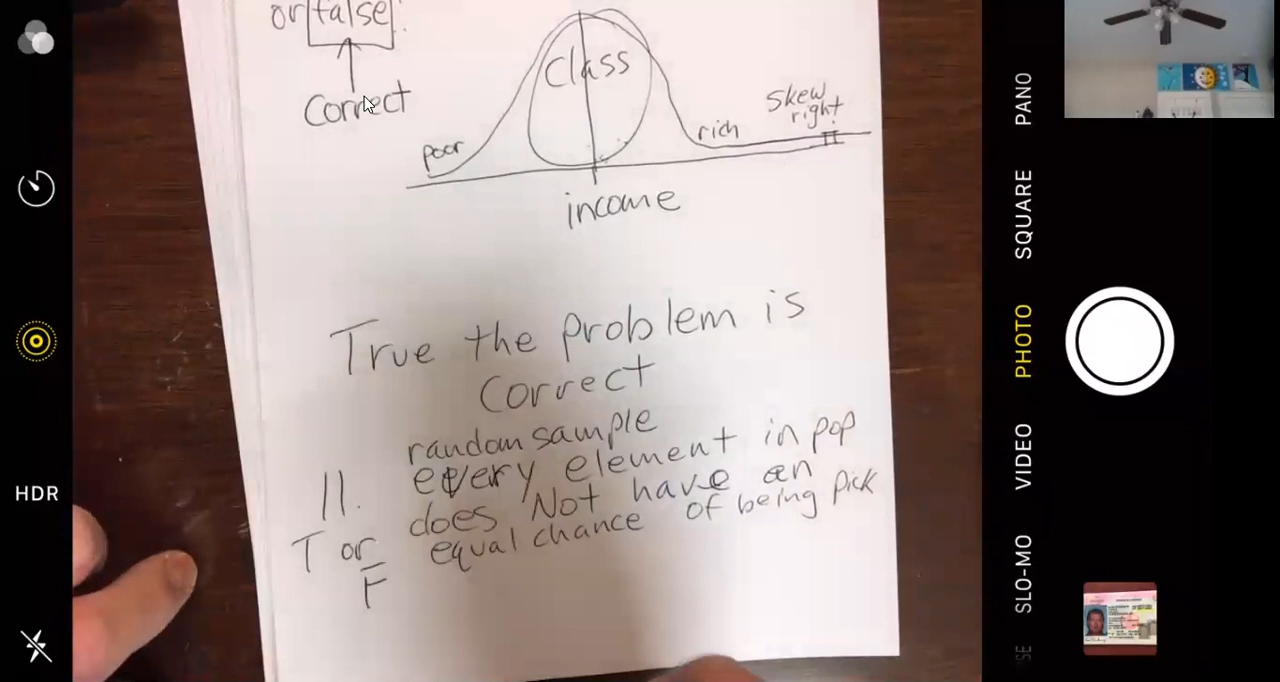 or false?
Correct
Class
poor
rich
Skew
right
income
True the problem is
Correct
random sample
11. every element in pop
does Not have an
T or F equal chance of being pick
HDR
PANO
SQUARE
PHOTO
VIDEO
SLO-MO
SE